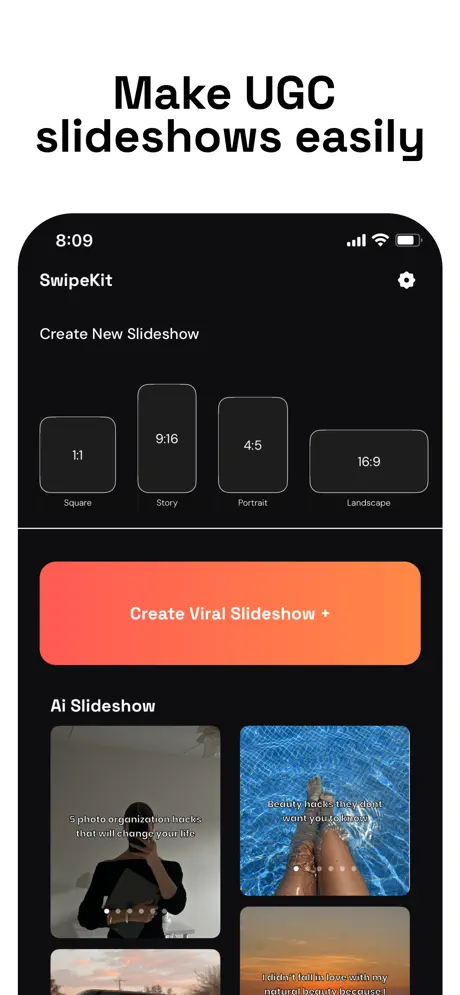 Make UGC
slideshows easily
8:09
SwipeKit
Create New Slideshow
1:1
9:16
4:5
16:9
Square
Story
Portrait
Landscape
Create Viral Slideshow +
Ai Slideshow
5 photo organization hacks
that will change your life
Beauty hacks they dont
want you to know
I didn't fall in love with my
natural beauty because I